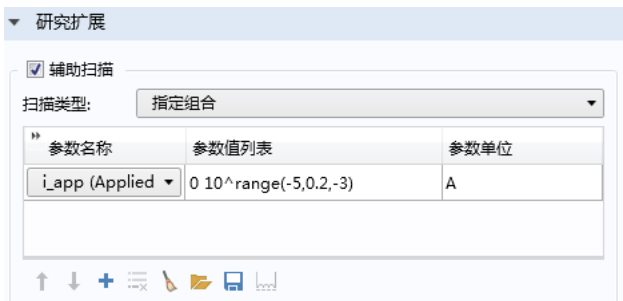 研究扩展
辅助扫描
扫描类型: 指定组合
参数名称 参数值列表 参数单位
i_app (Applied 0 10^range(-5,0.2,-3) A